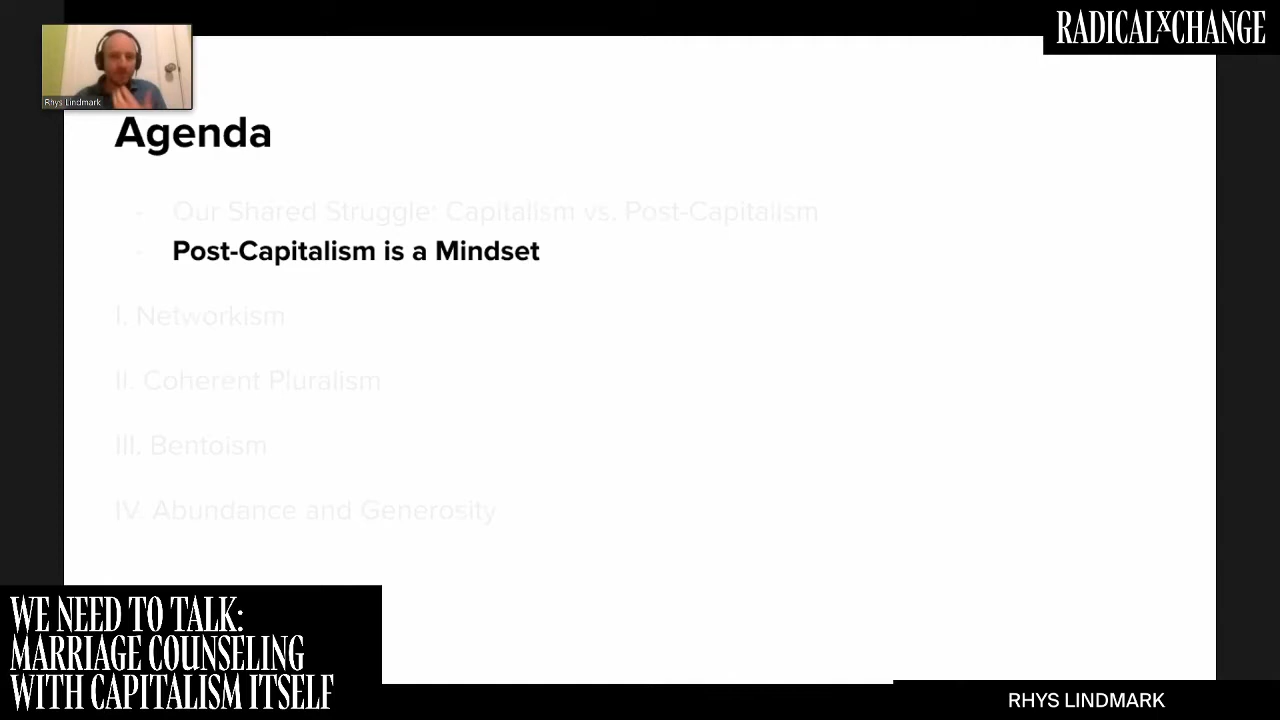 RADICALXCHANGE
Rhys Lindmark
Agenda
- Our Shared Struggle: Capitalism vs. Post-Capitalism
- Post-Capitalism is a Mindset
I. Networkism
II. Coherent Pluralism
III. Bentoism
IV. Abundance and Generosity
WE NEED TO TALK:
MARRIAGE COUNSELING
WITH CAPITALISM ITSELF
RHYS LINDMARK